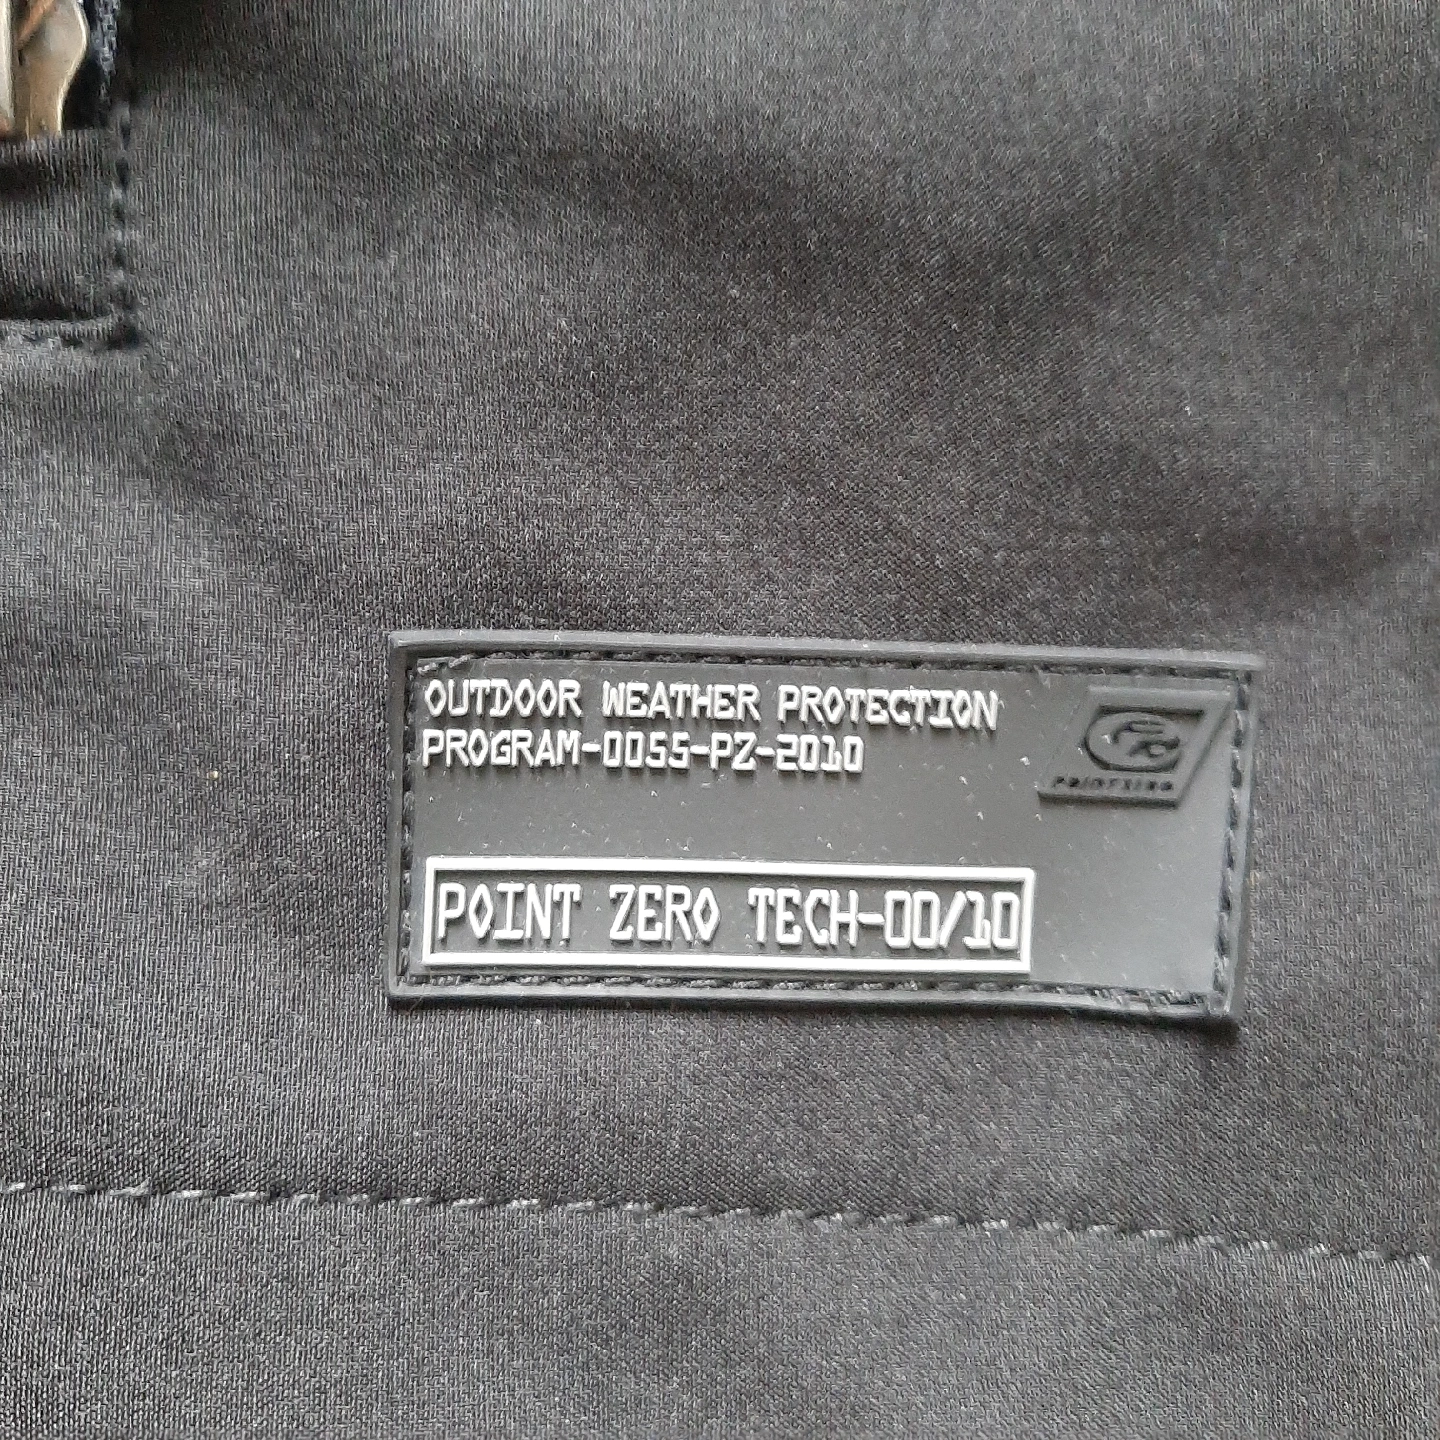 OUTDOOR WEATHER PROTECTION
PROGRAM-0055-PZ-2010
POINT ZERO TECH-00/10